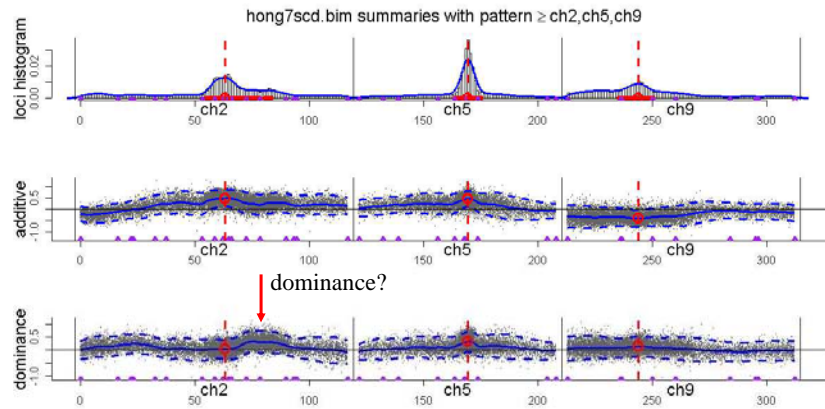 hong7scd.bim summaries with pattern ≥ ch2,ch5,ch9
loci histogram
0.00 0.02
ch2 ch5 ch9
0 50 100 150 200 250 300
additive
-1.0 0.5
ch2 ch5 ch9
0 50 100 150 200 250 300
dominance?
dominance
-1.0 0.5
ch2 ch5 ch9
0 50 100 150 200 250 300